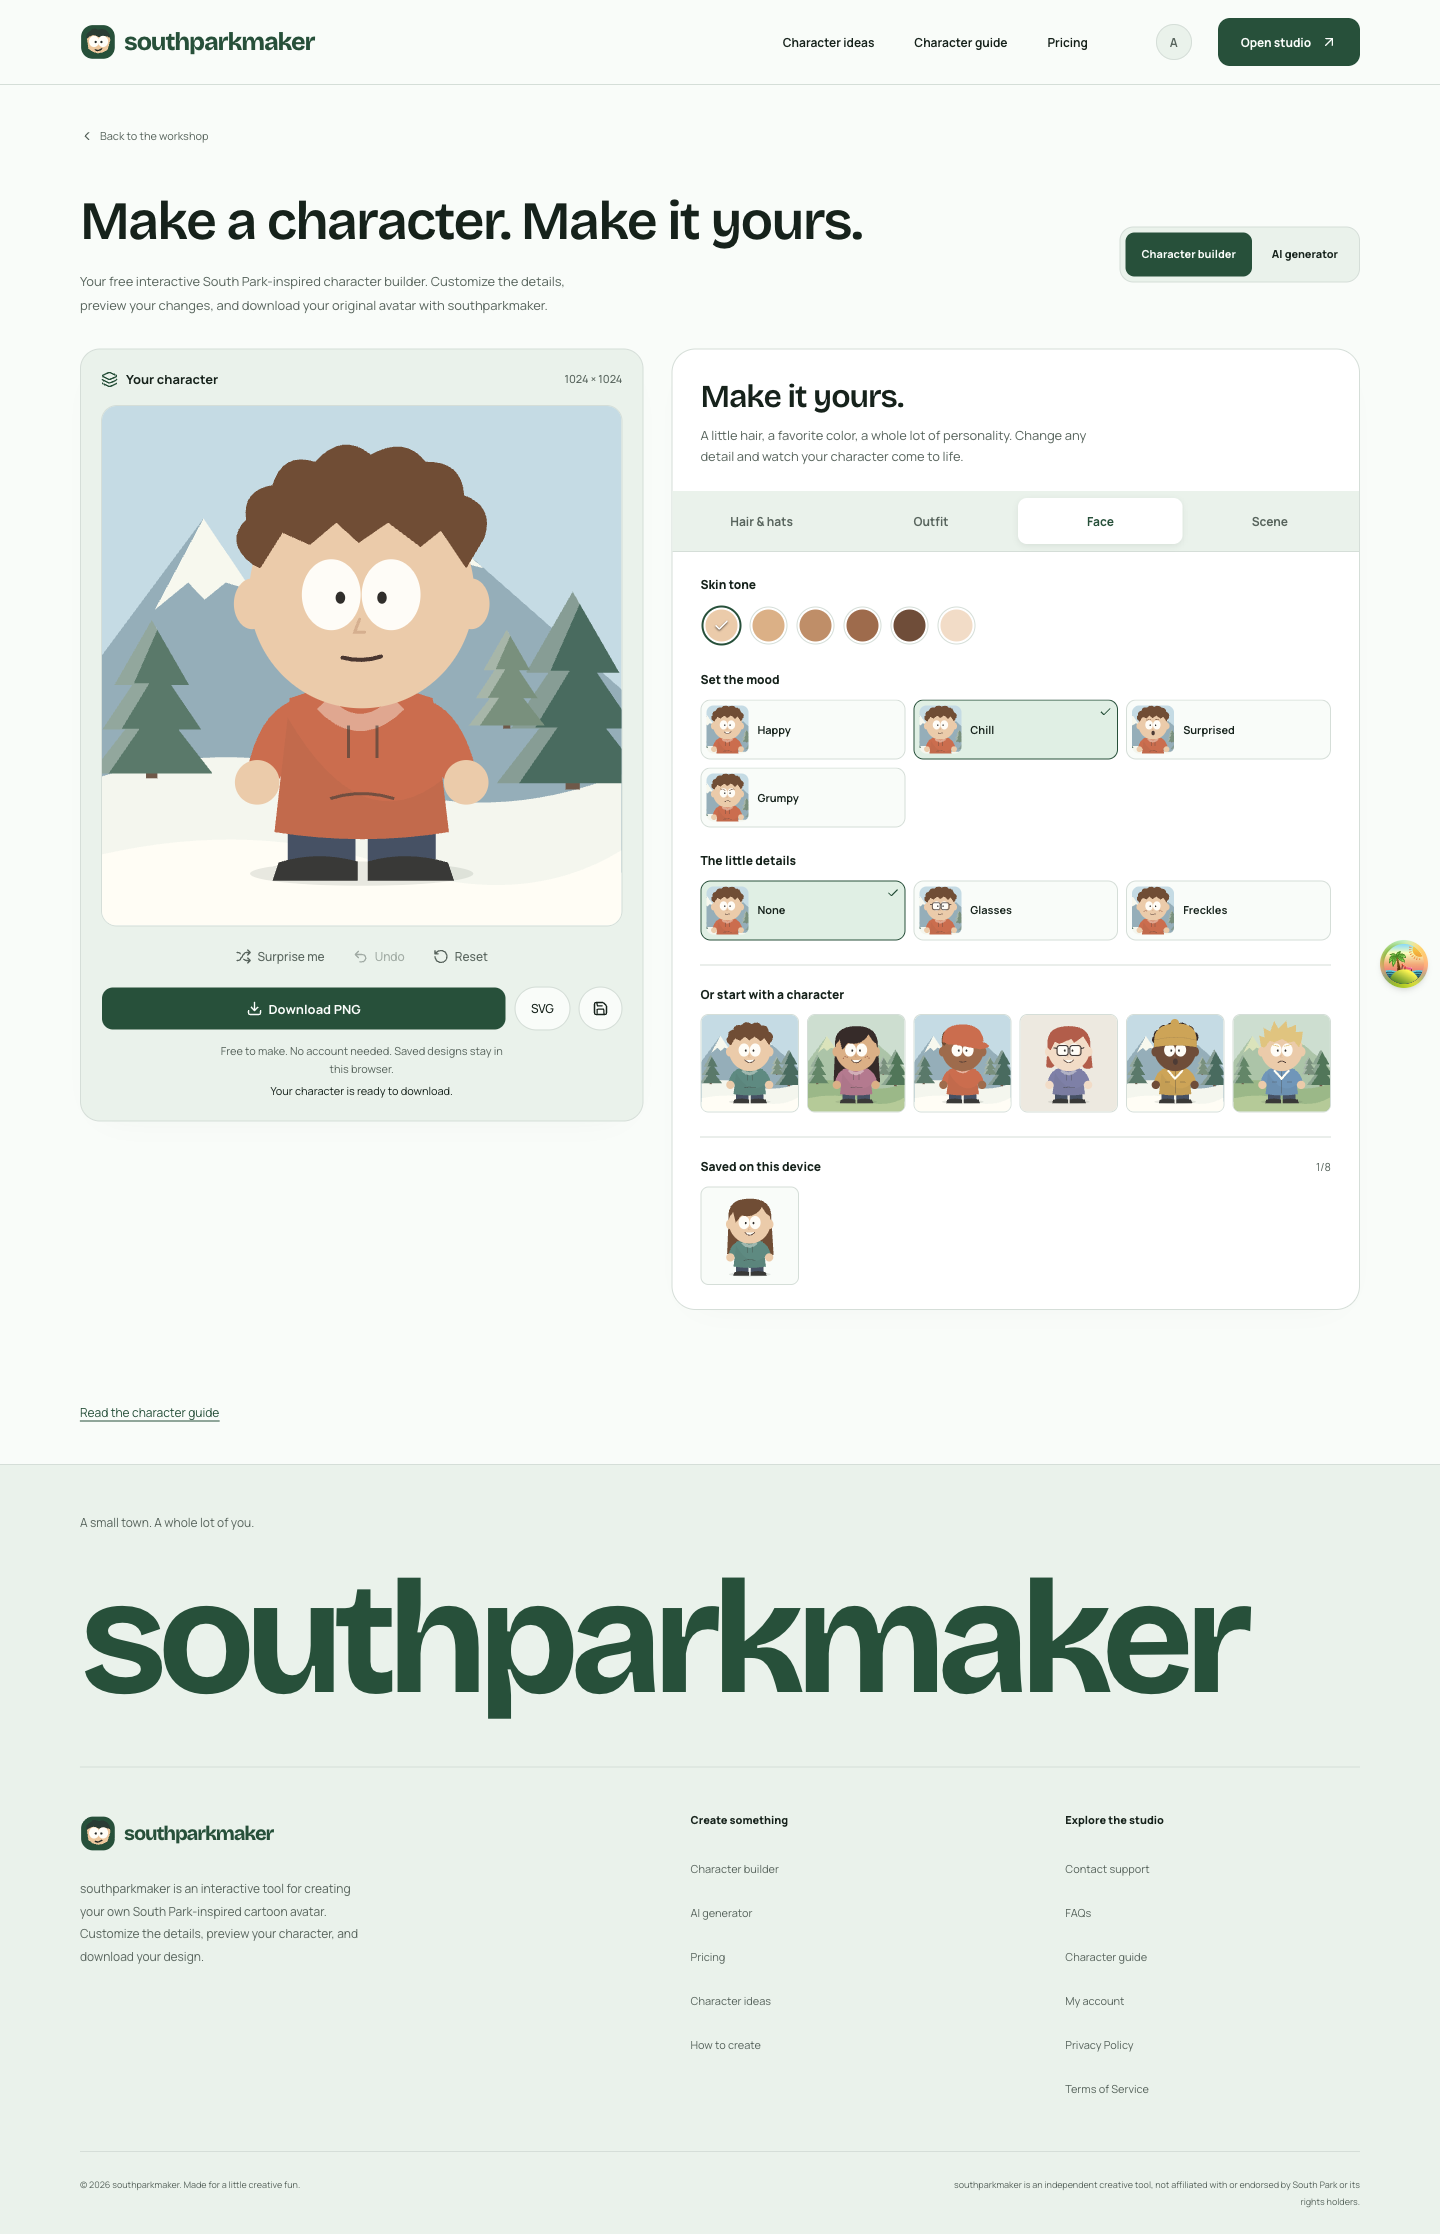 southparkmaker
Character ideas
Character guide
Pricing
A
Open studio
Back to the workshop
Make a character. Make it yours.
Your free interactive South Park-inspired character builder. Customize the details,
preview your changes, and download your original avatar with southparkmaker.
Character builder
AI generator
Your character
1024 × 1024
Surprise me
Undo
Reset
Download PNG
SVG
Free to make. No account needed. Saved designs stay in
this browser.
Your character is ready to download.
Make it yours.
A little hair, a favorite color, a whole lot of personality. Change any
detail and watch your character come to life.
Hair & hats
Outfit
Face
Scene
Skin tone
Set the mood
Happy
Chill
Surprised
Grumpy
The little details
None
Glasses
Freckles
Or start with a character
Saved on this device
1/8
Read the character guide
A small town. A whole lot of you.
southparkmaker
southparkmaker
southparkmaker is an interactive tool for creating
your own South Park-inspired cartoon avatar.
Customize the details, preview your character, and
download your design.
Create something
Character builder
AI generator
Pricing
Character ideas
How to create
Explore the studio
Contact support
FAQs
Character guide
My account
Privacy Policy
Terms of Service
© 2026 southparkmaker. Made for a little creative fun.
southparkmaker is an independent creative tool, not affiliated with or endorsed by South Park or its
rights holders.